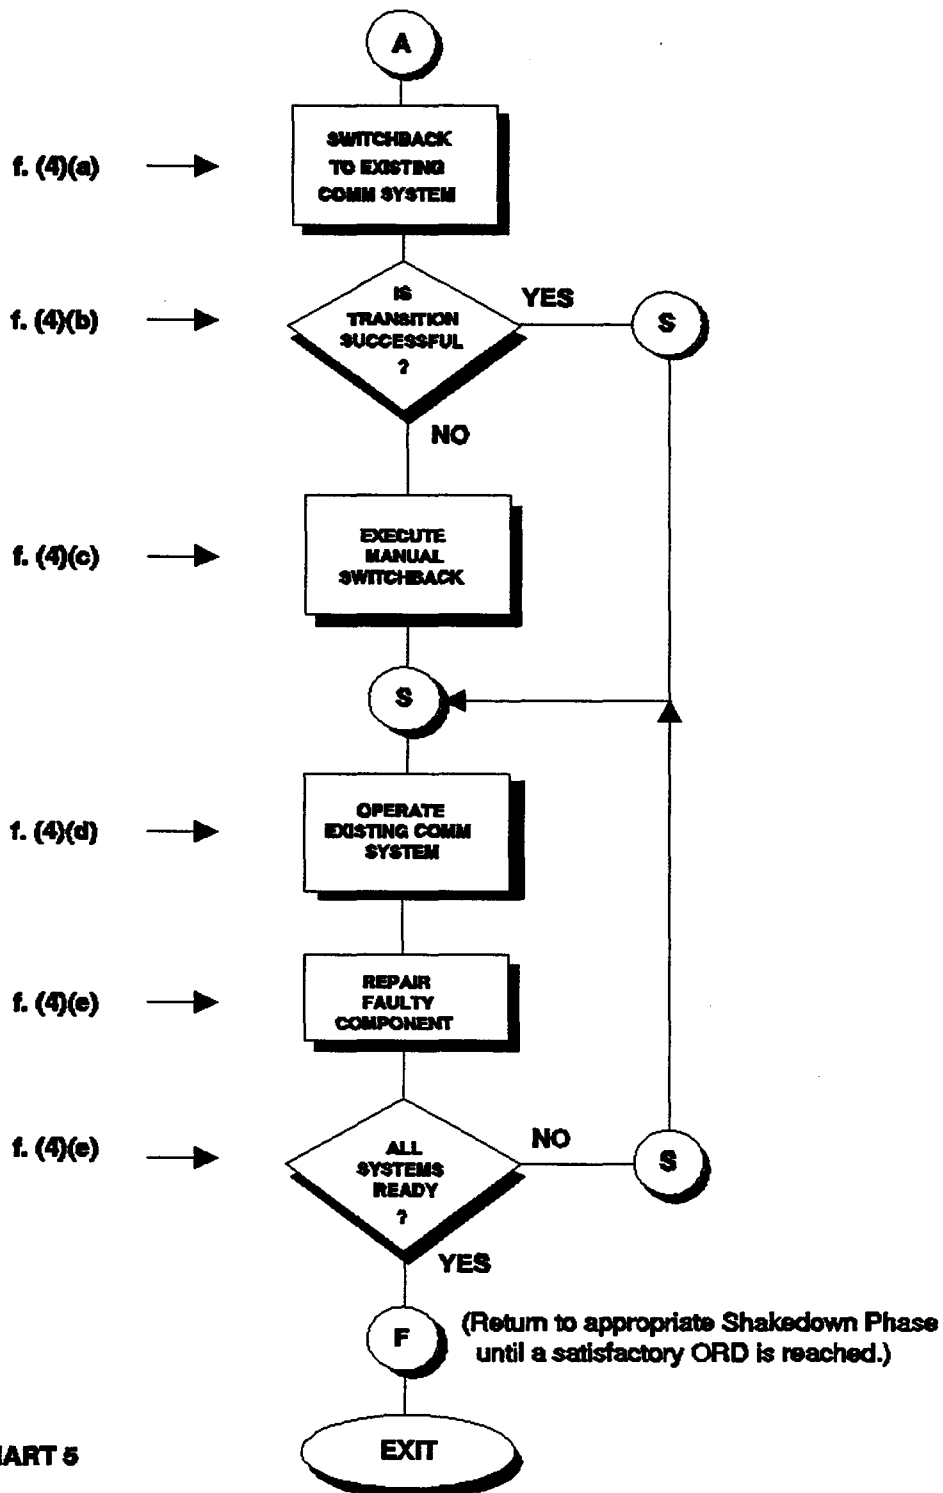 A
f. (4)(a)
SWITCHBACK
TO EXISTING
COMM SYSTEM
f. (4)(b)
IS
TRANSITION
SUCCESSFUL
?
YES
S
NO
f. (4)(c)
EXECUTE
MANUAL
SWITCHBACK
S
f. (4)(d)
OPERATE
EXISTING COMM
SYSTEM
f. (4)(e)
REPAIR
FAULTY
COMPONENT
f. (4)(e)
ALL
SYSTEMS
READY
?
NO
S
YES
F
(Return to appropriate Shakedown Phase
until a satisfactory ORD is reached.)
EXIT
HART 5